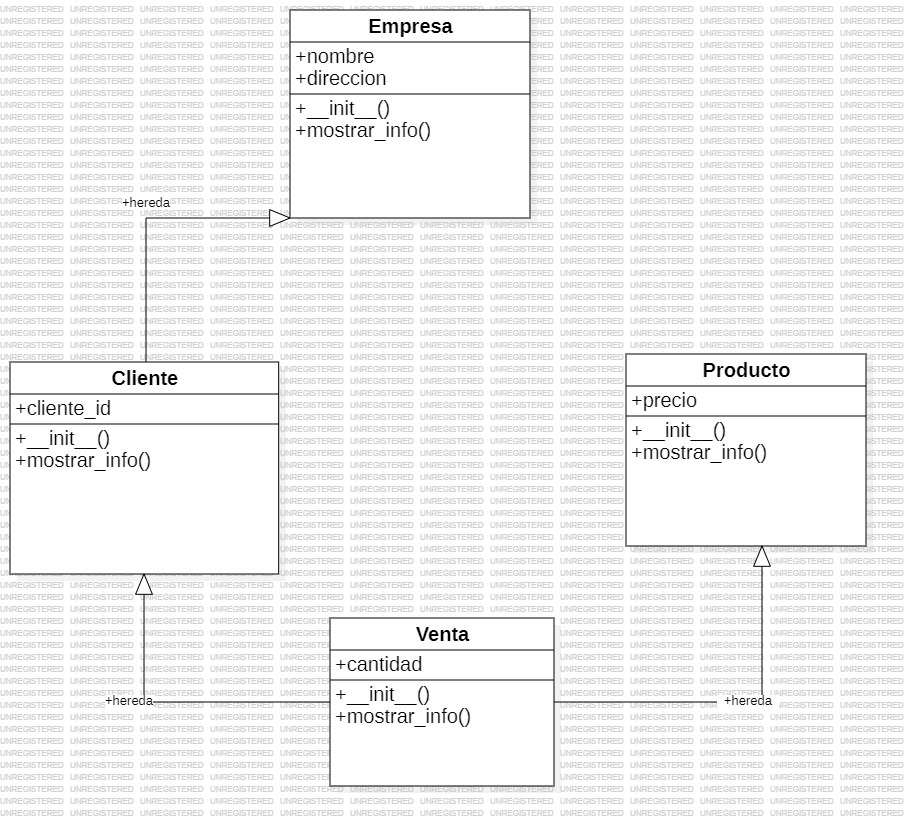 Empresa
+nombre
+direccion
+__init__()
+mostrar_info()
+hereda
Cliente
+cliente_id
+__init__()
+mostrar_info()
Producto
+precio
+__init__()
+mostrar_info()
Venta
+cantidad
+__init__()
+mostrar_info()
+hereda
+hereda
UNREGISTERED